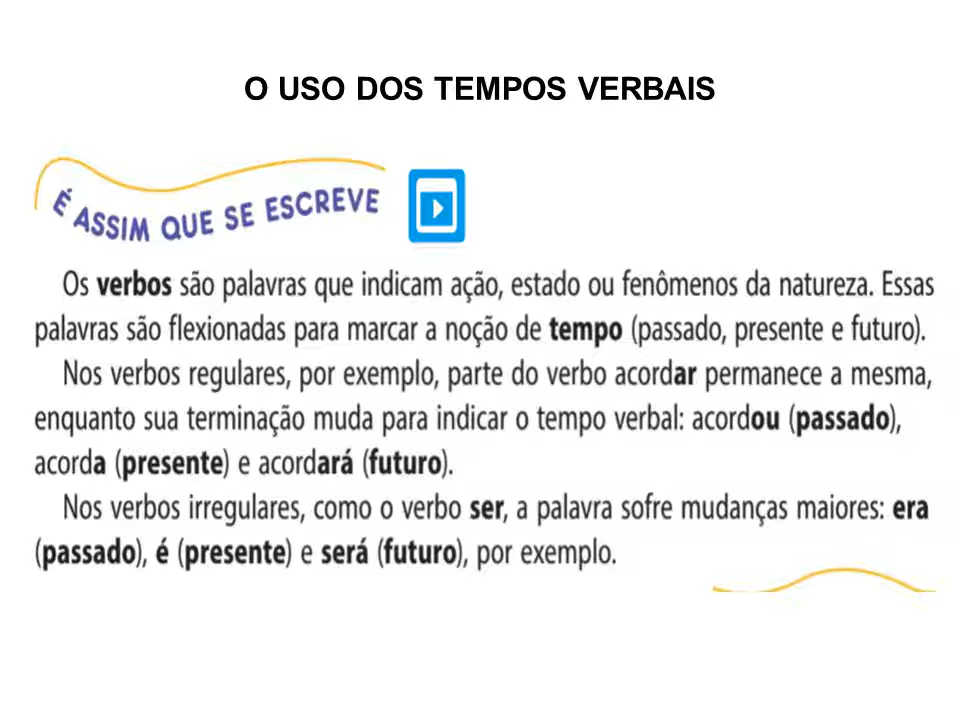 O USO DOS TEMPOS VERBAIS
É ASSIM QUE SE ESCREVE
Os verbos são palavras que indicam ação, estado ou fenômenos da natureza. Essas
palavras são flexionadas para marcar a noção de tempo (passado, presente e futuro).
Nos verbos regulares, por exemplo, parte do verbo acordar permanece a mesma,
enquanto sua terminação muda para indicar o tempo verbal: acordou (passado),
acorda (presente) e acordará (futuro).
Nos verbos irregulares, como o verbo ser, a palavra sofre mudanças maiores: era
(passado), é (presente) e será (futuro), por exemplo.